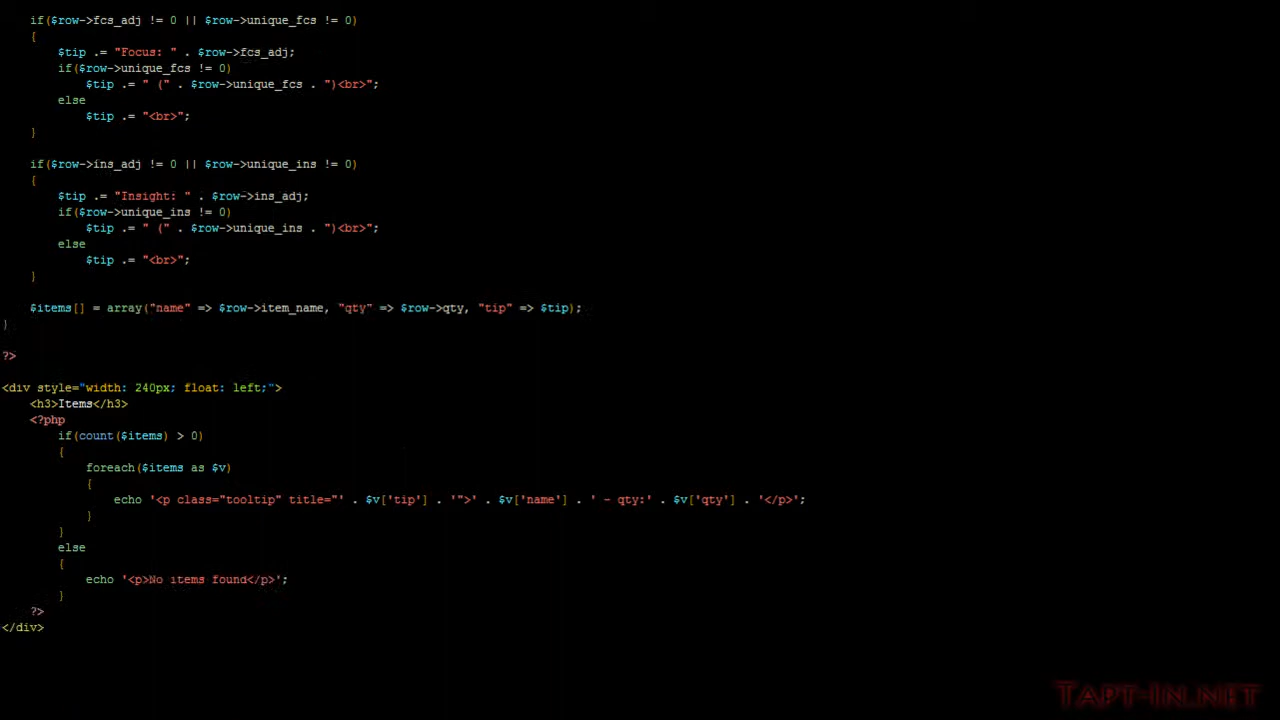 if($row->fcs_adj != 0 || $row->unique_fcs != 0)
{
$tip .= "Focus: " . $row->fcs_adj;
if($row->unique_fcs != 0)
$tip .= " (" . $row->unique_fcs . ")<br>";
else
$tip .= "<br>";
}
if($row->ins_adj != 0 || $row->unique_ins != 0)
{
$tip .= "Insight: " . $row->ins_adj;
if($row->unique_ins != 0)
$tip .= " (" . $row->unique_ins . ")<br>";
else
$tip .= "<br>";
}
$items[] = array("name" => $row->item_name, "qty" => $row->qty, "tip" => $tip);
}
?>
<div style="width: 240px; float: left;">
<h3>Items</h3>
<?php
if(count($items) > 0)
{
foreach($items as $v)
{
echo '<p class="tooltip" title="' . $v['tip'] . '">' . $v['name'] . ' - qty:' . $v['qty'] . '</p>';
}
}
else
{
echo '<p>No items found</p>';
}
?>
</div>
Tapt-In.net